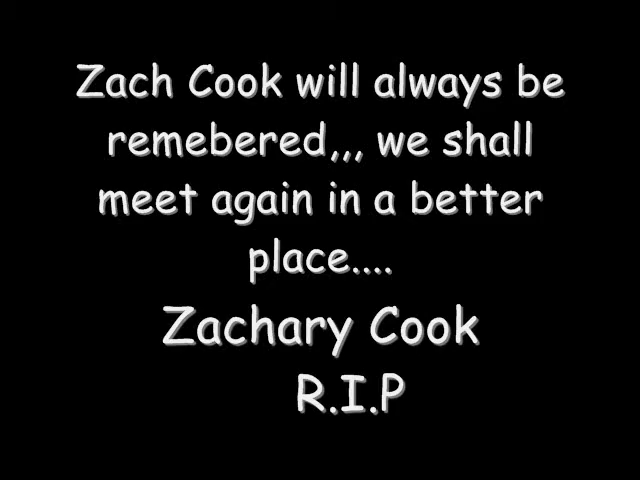 Zach Cook will always be
remebered,,, we shall
meet again in a better
place....
Zachary Cook
R.I.P